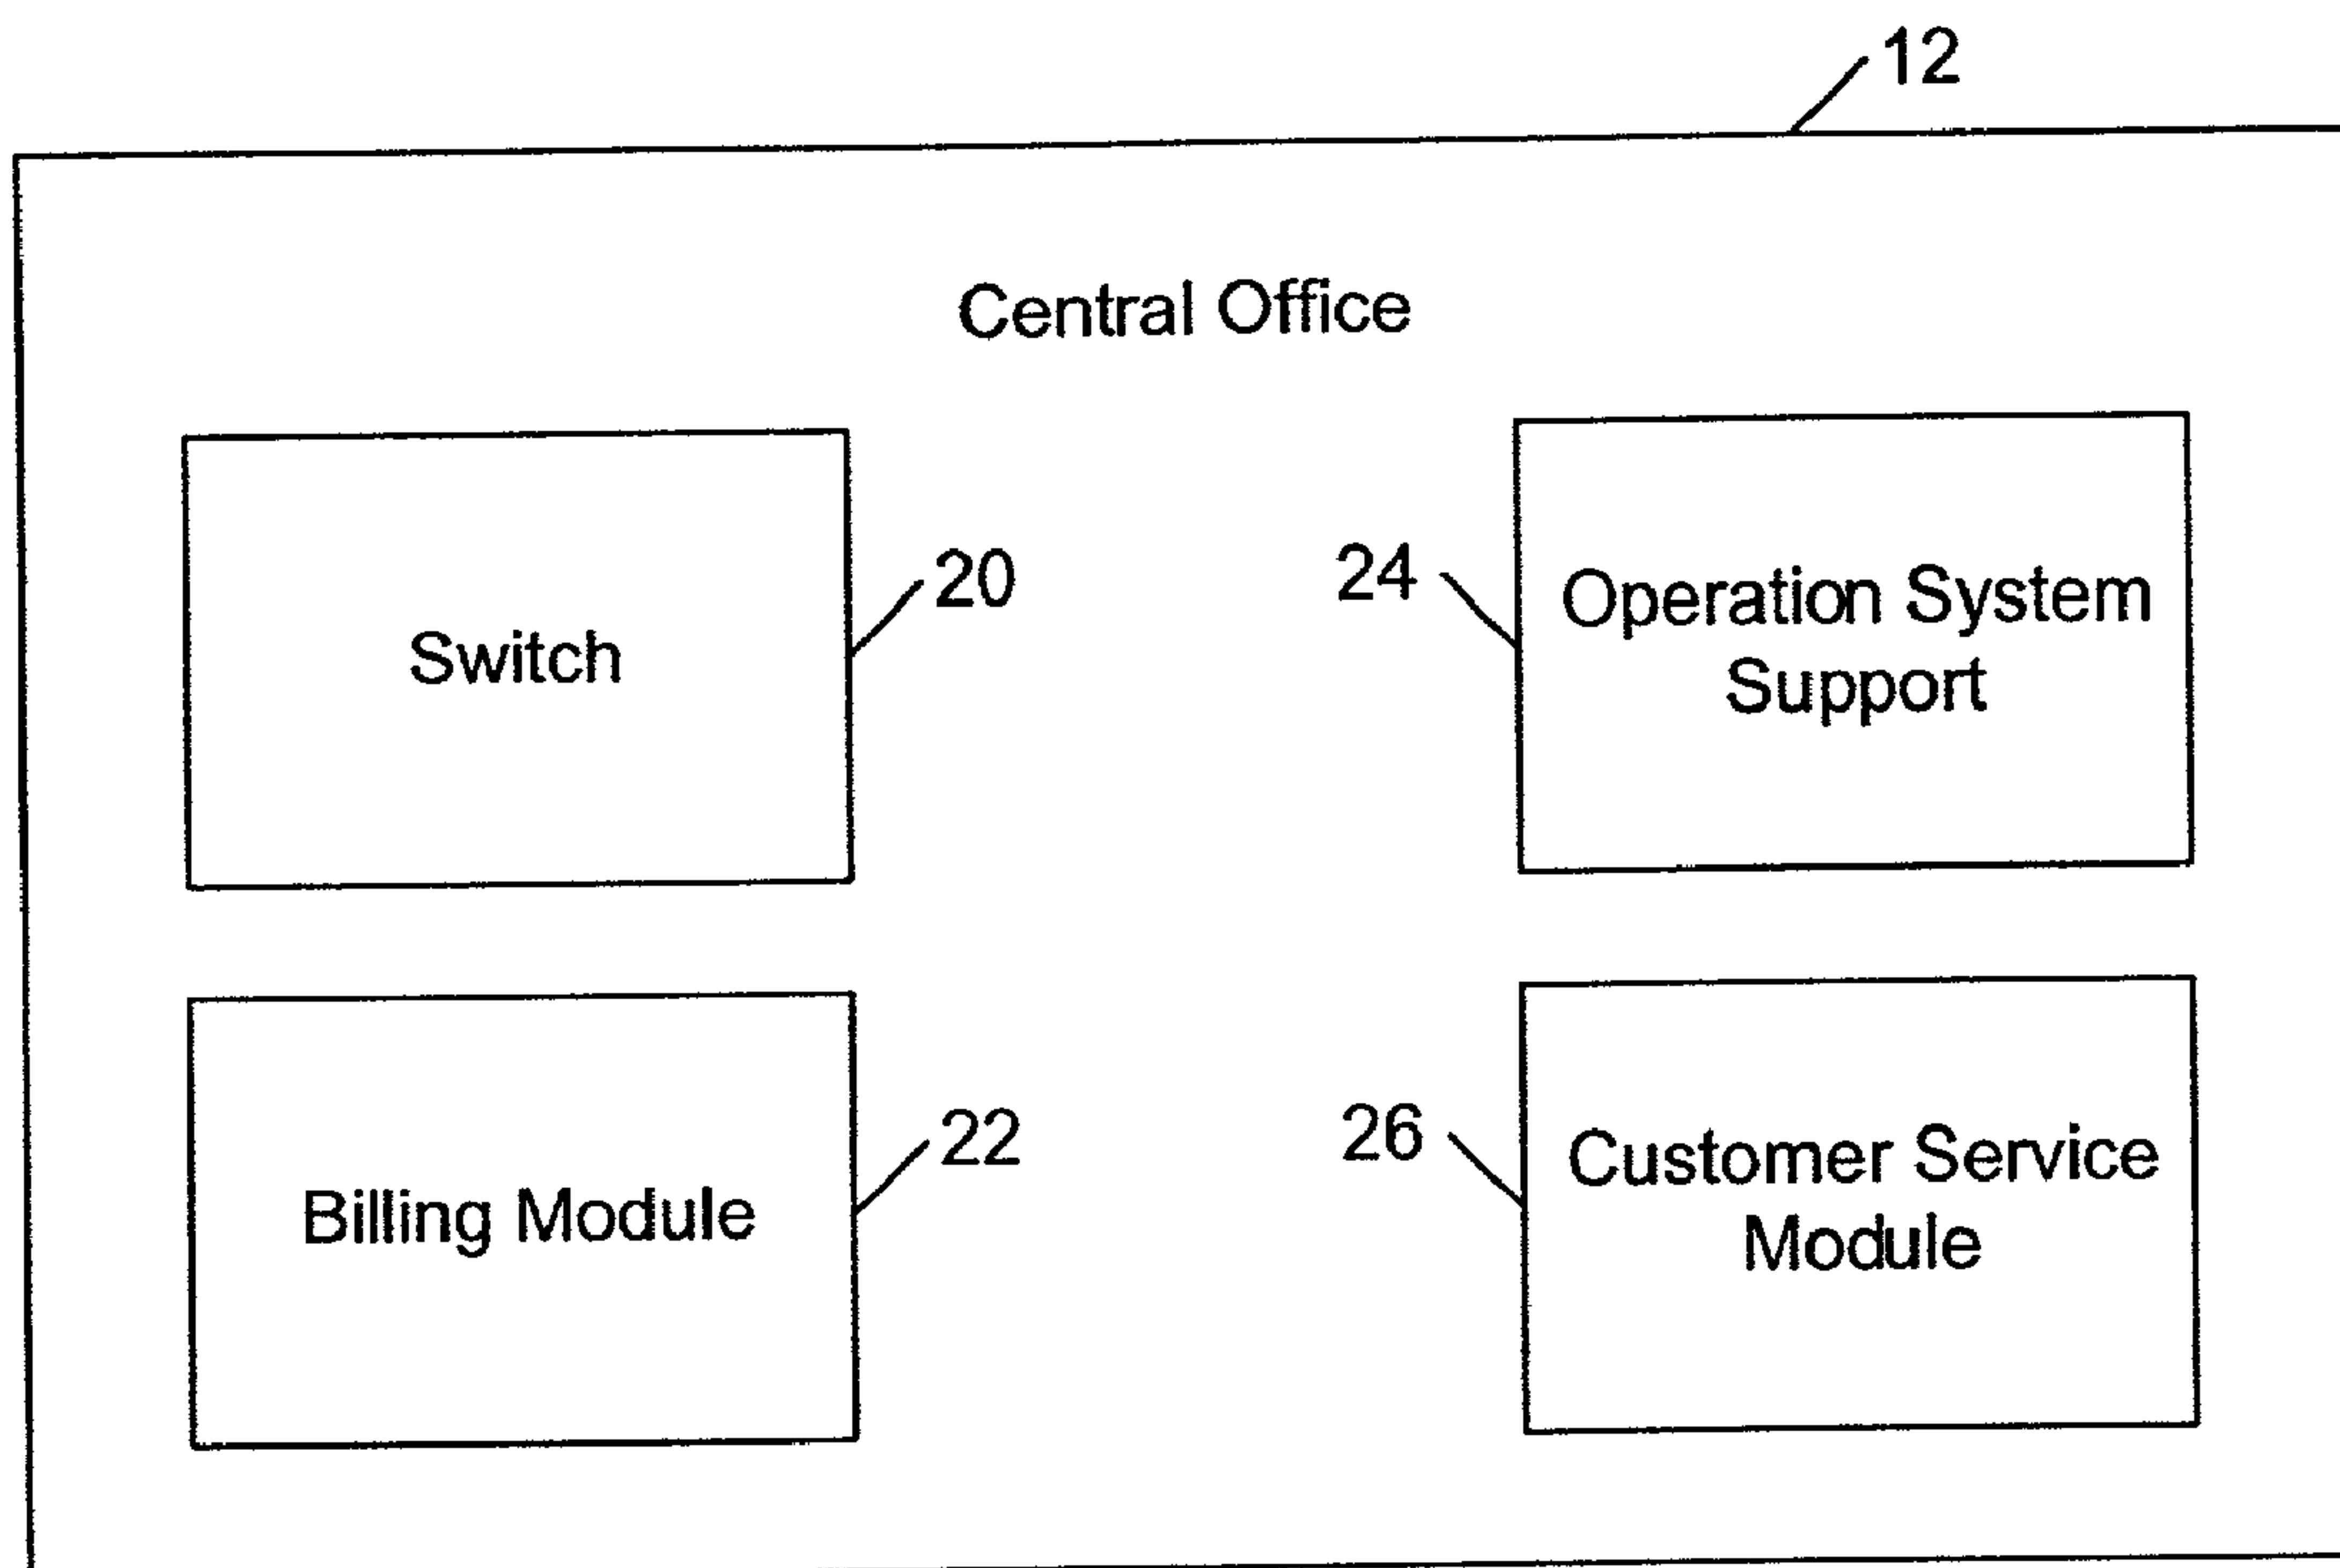 12
Central Office
Switch
20
24
Operation System
Support
Billing Module
22
26
Customer Service
Module